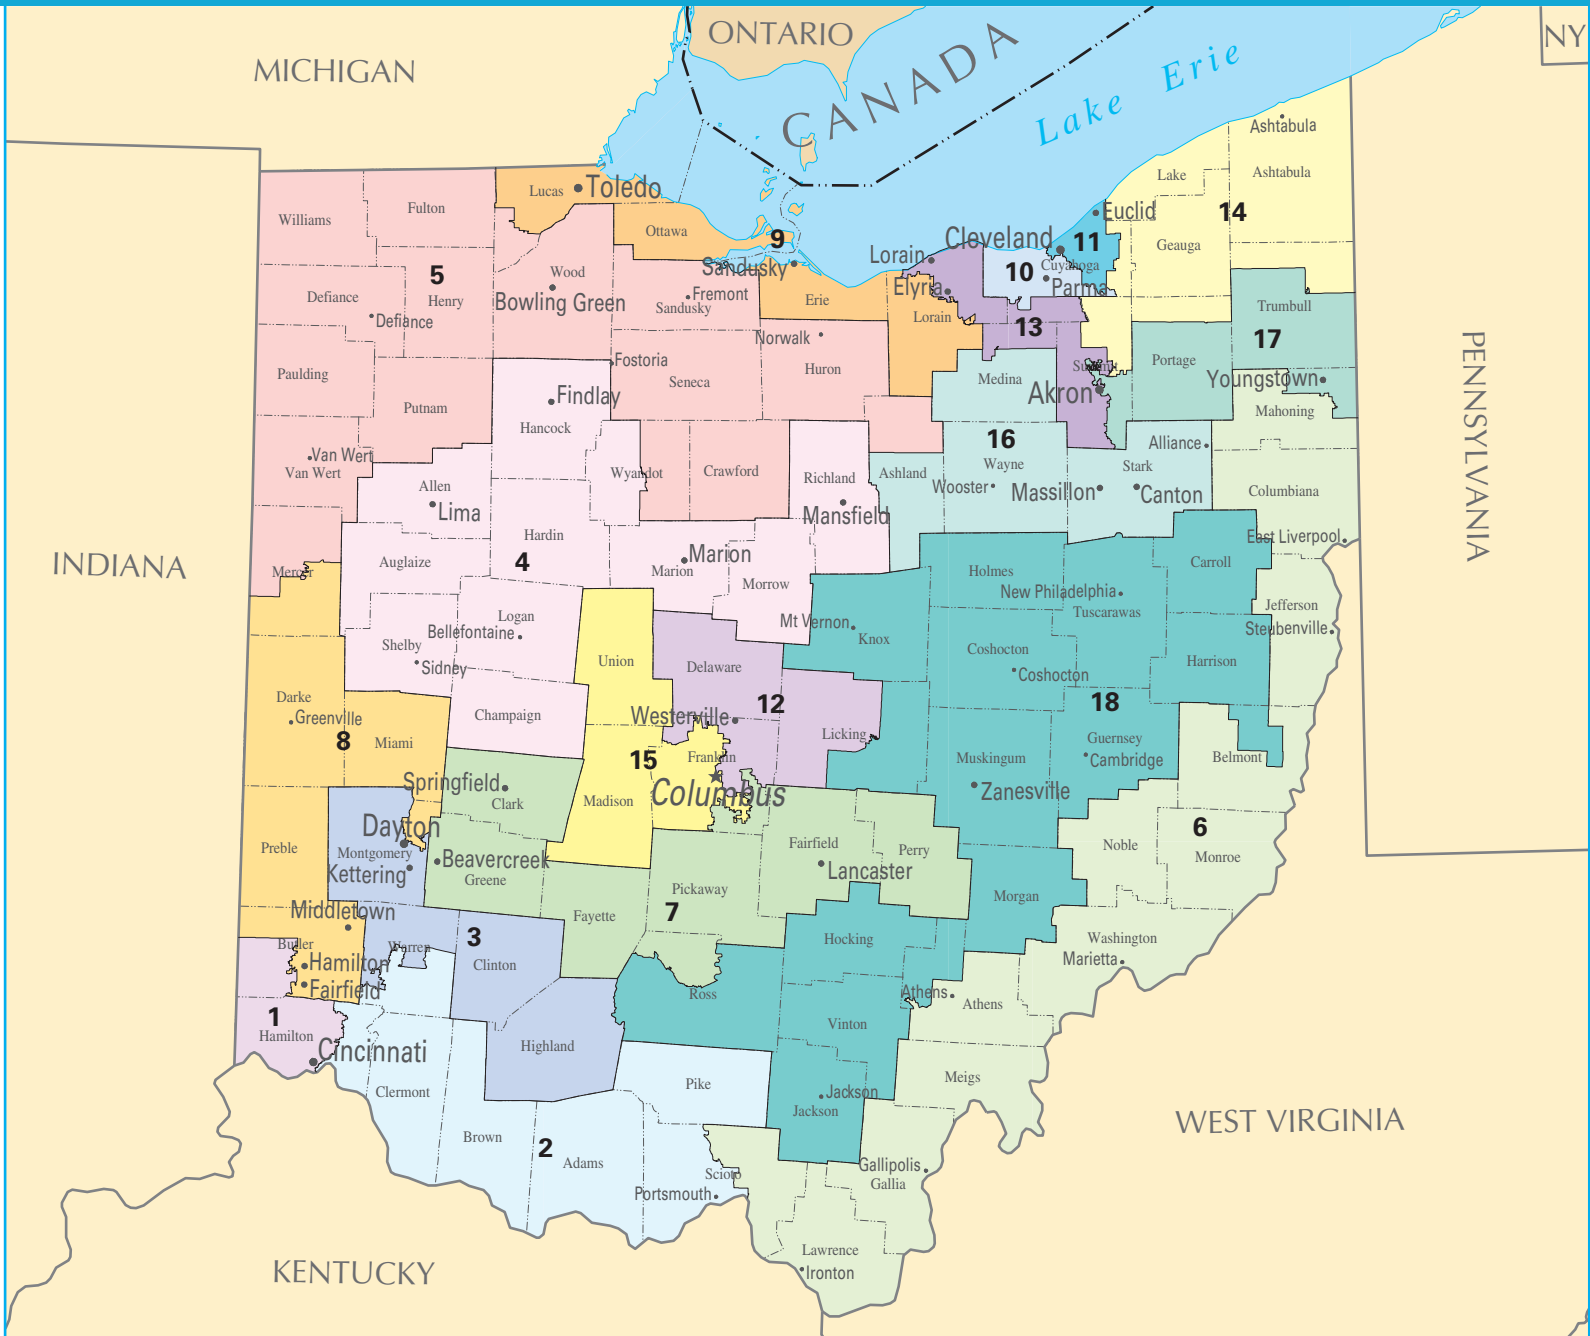 ONTARIO
NY
MICHIGAN
CANADA
Lake Erie
Ashtabula
Lake
Ashtabula
Lucas
Toledo
Williams
Fulton
Ottawa
9
Euclid
14
Cleveland
11
Geauga
Lorain
10
Cuyahoga
5
Wood
Sandusky
Elyria
Parma
Defiance
Henry
Bowling Green
Fremont
Sandusky
Erie
Lorain
Trumbull
Defiance
Norwalk
13
17
Fostoria
Paulding
Seneca
Huron
Summit
Portage
Medina
Youngstown
Findlay
Akron
Putnam
Hancock
Mahoning
16
Alliance
Van Wert
Van Wert
Wyandot
Crawford
Richland
Ashland
Wayne
Stark
Allen
Wooster
Massillon
Canton
Columbiana
Lima
Mansfield
PENNSYLVANIA
Hardin
East Liverpool
INDIANA
Auglaize
4
Marion
Marion
Mercer
Morrow
Holmes
New Philadelphia
Carroll
Tuscarawas
Jefferson
Logan
Bellefontaine
Mt Vernon
Knox
Steubenville
Shelby
Sidney
Union
Delaware
Coshocton
Coshocton
Harrison
Darke
Greenville
Champaign
12
Westerville
18
8
Miami
15
Franklin
Licking
Guernsey
Cambridge
Muskingum
Belmont
Springfield
Clark
Madison
Columbus
Zanesville
Dayton
6
Preble
Montgomery
Kettering
Beavercreek
Greene
Fairfield
Lancaster
Perry
Noble
Monroe
Pickaway
Morgan
Middletown
Fayette
7
Butler
Warren
3
Clinton
Hocking
Washington
Marietta
Hamilton
Fairfield
Ross
Athens
Athens
1
Hamilton
Vinton
Cincinnati
Highland
Clermont
Pike
Jackson
Jackson
Meigs
WEST VIRGINIA
Brown
2
Adams
Scioto
Portsmouth
Gallipolis
Gallia
KENTUCKY
Lawrence
Ironton